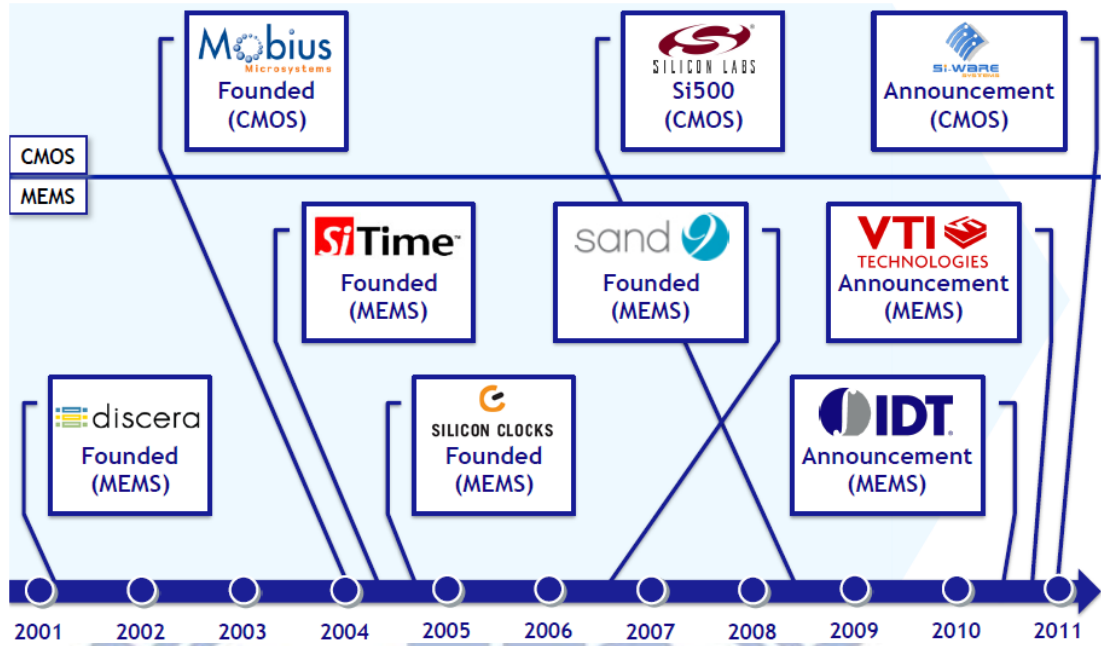 Mobius
Microsystems
Founded
(CMOS)
SILICON LABS
Si500
(CMOS)
Si-WARE
SYSTEMS
Announcement
(CMOS)
CMOS
MEMS
SiTime™
Founded
(MEMS)
sand 9
Founded
(MEMS)
VTI
TECHNOLOGIES
Announcement
(MEMS)
discera
Founded
(MEMS)
SILICON CLOCKS
Founded
(MEMS)
IDT
Announcement
(MEMS)
2001 2002 2003 2004 2005 2006 2007 2008 2009 2010 2011